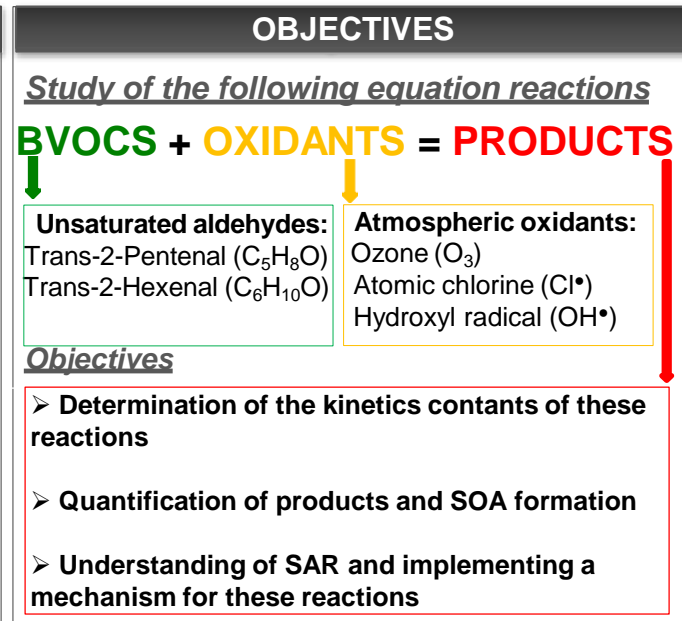 OBJECTIVES
Study of the following equation reactions
BVOCS + OXIDANTS = PRODUCTS
Unsaturated aldehydes:
Trans-2-Pentenal (C₅H₈O)
Trans-2-Hexenal (C₆H₁₀O)
Atmospheric oxidants:
Ozone (O₃)
Atomic chlorine (Cl•)
Hydroxyl radical (OH•)
Objectives
➢ Determination of the kinetics contants of these
reactions
➢ Quantification of products and SOA formation
➢ Understanding of SAR and implementing a
mechanism for these reactions